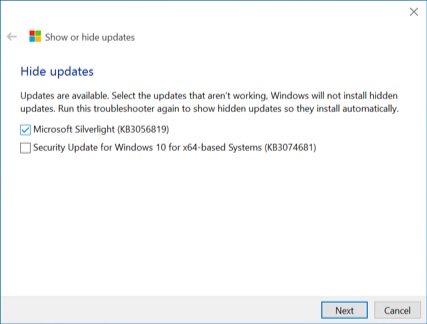 Show or hide updates
Hide updates
Updates are available. Select the updates that aren't working, Windows will not install hidden
updates. Run this troubleshooter again to show hidden updates so they install automatically.
Microsoft Silverlight (KB3056819)
Security Update for Windows 10 for x64-based Systems (KB3074681)
Next
Cancel